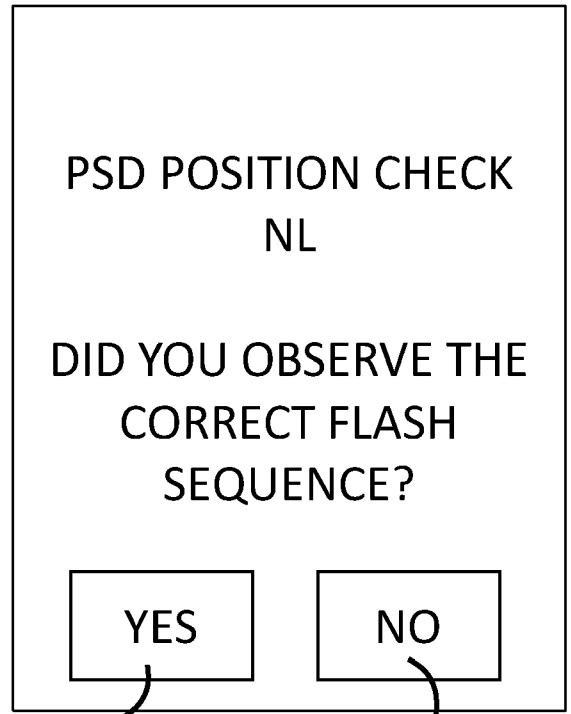 PSD POSITION CHECK
NL
DID YOU OBSERVE THE
CORRECT FLASH
SEQUENCE?
YES NO